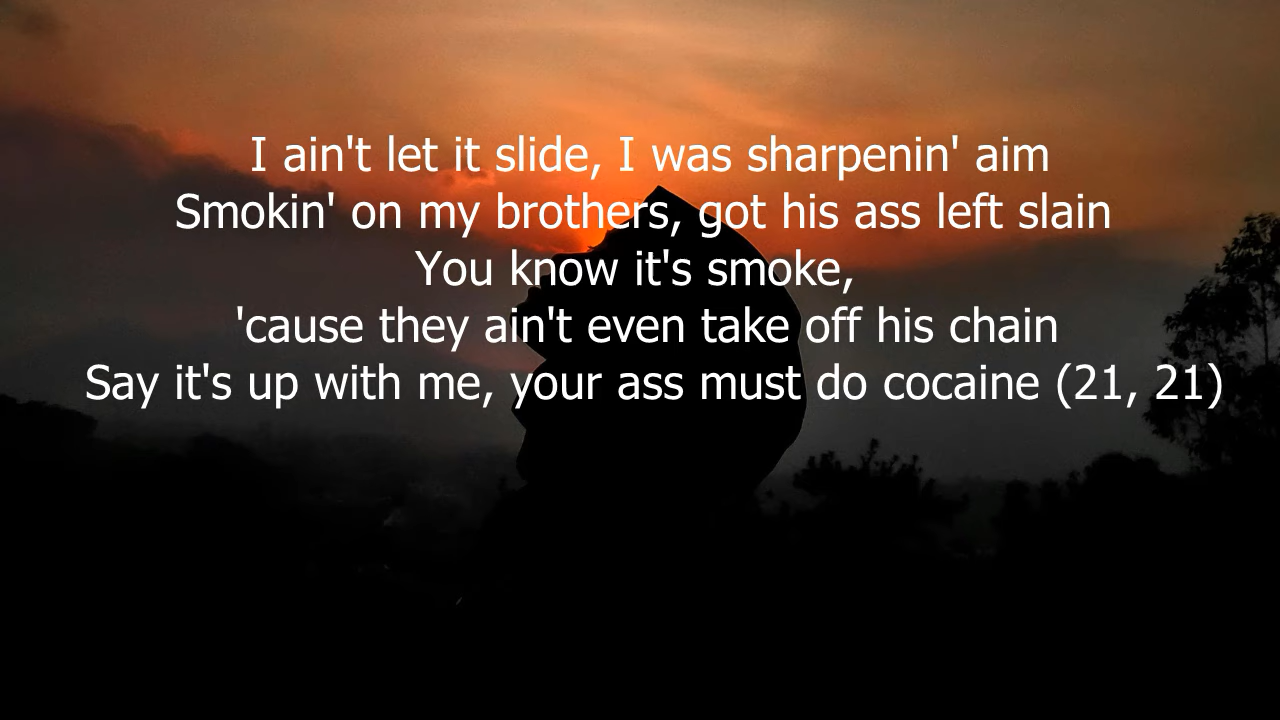 I ain't let it slide, I was sharpenin' aim
Smokin' on my brothers, got his ass left slain
You know it's smoke,
'cause they ain't even take off his chain
Say it's up with me, your ass must do cocaine (21, 21)